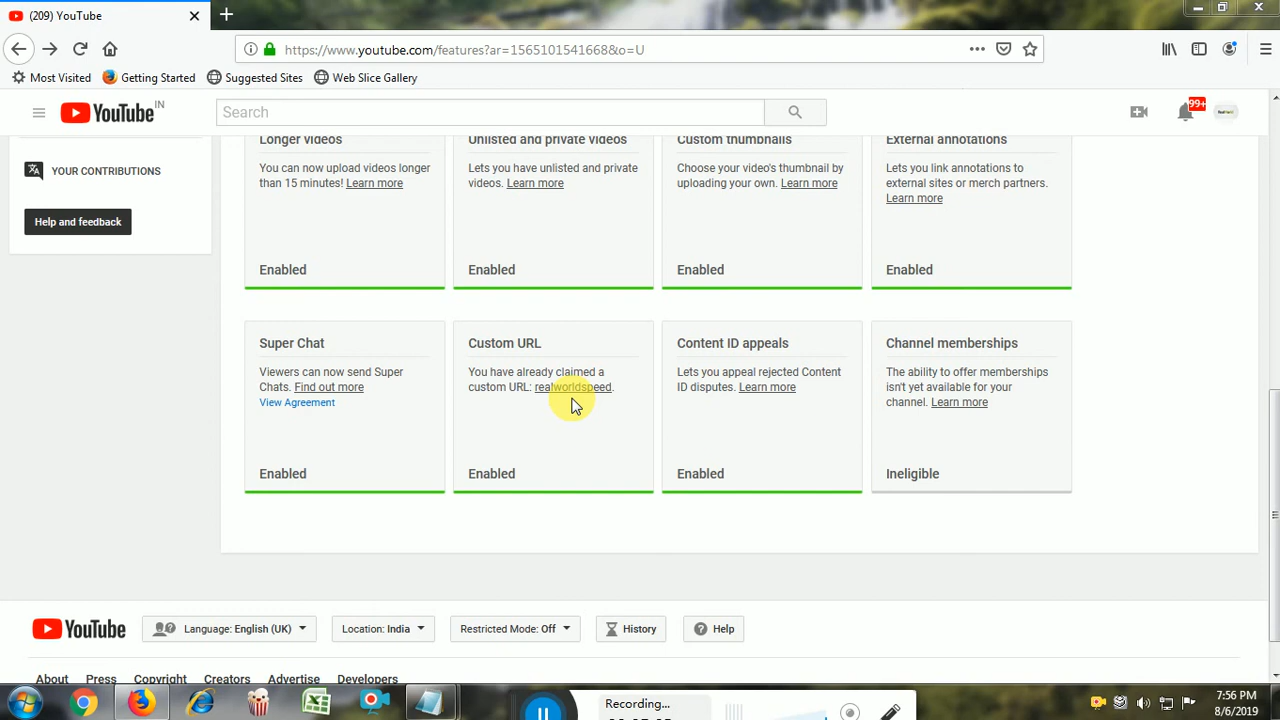 (209) YouTube
https://www.youtube.com/features?ar=1565101541668&o=U
Most Visited
Getting Started
Suggested Sites
Web Slice Gallery
YouTube IN
Search
99+
YOUR CONTRIBUTIONS
Help and feedback
Longer videos
You can now upload videos longer
than 15 minutes! Learn more
Enabled
Unlisted and private videos
Lets you have unlisted and private
videos. Learn more
Enabled
Custom thumbnails
Choose your video's thumbnail by
uploading your own. Learn more
Enabled
External annotations
Lets you link annotations to
external sites or merch partners.
Learn more
Enabled
Super Chat
Viewers can now send Super
Chats. Find out more
View Agreement
Enabled
Custom URL
You have already claimed a
custom URL: realworldspeed.
Enabled
Content ID appeals
Lets you appeal rejected Content
ID disputes. Learn more
Enabled
Channel memberships
The ability to offer memberships
isn't yet available for your
channel. Learn more
Ineligible
YouTube
Language: English (UK)
Location: India
Restricted Mode: Off
History
Help
About
Press
Copyright
Creators
Advertise
Developers
Recording...
7:56 PM
8/6/2019